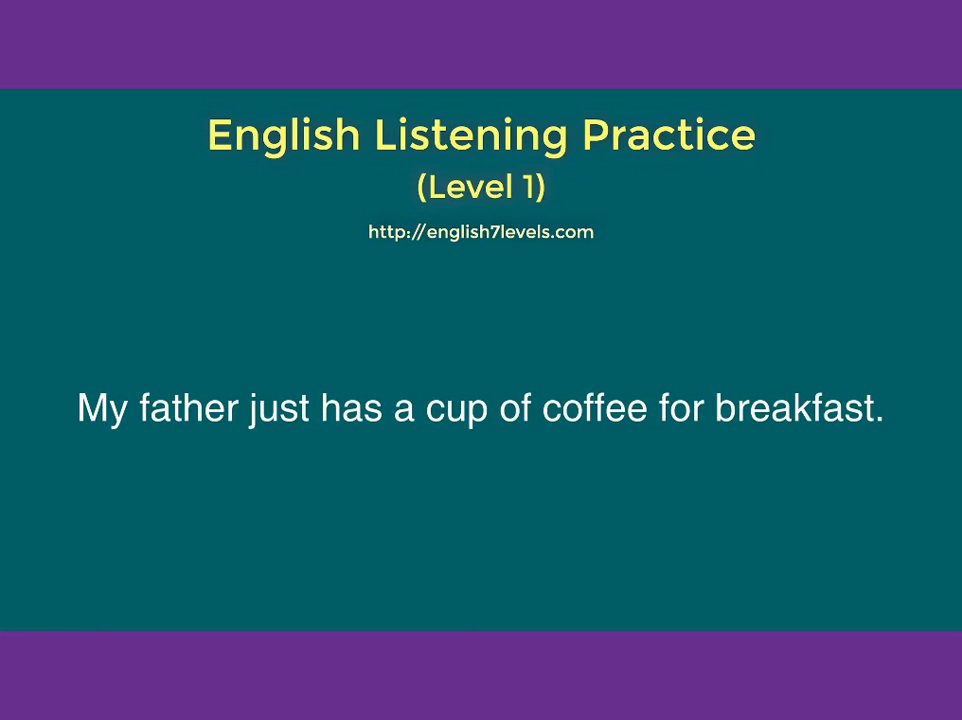 English Listening Practice
(Level 1)
http://english7levels.com
My father just has a cup of coffee for breakfast.